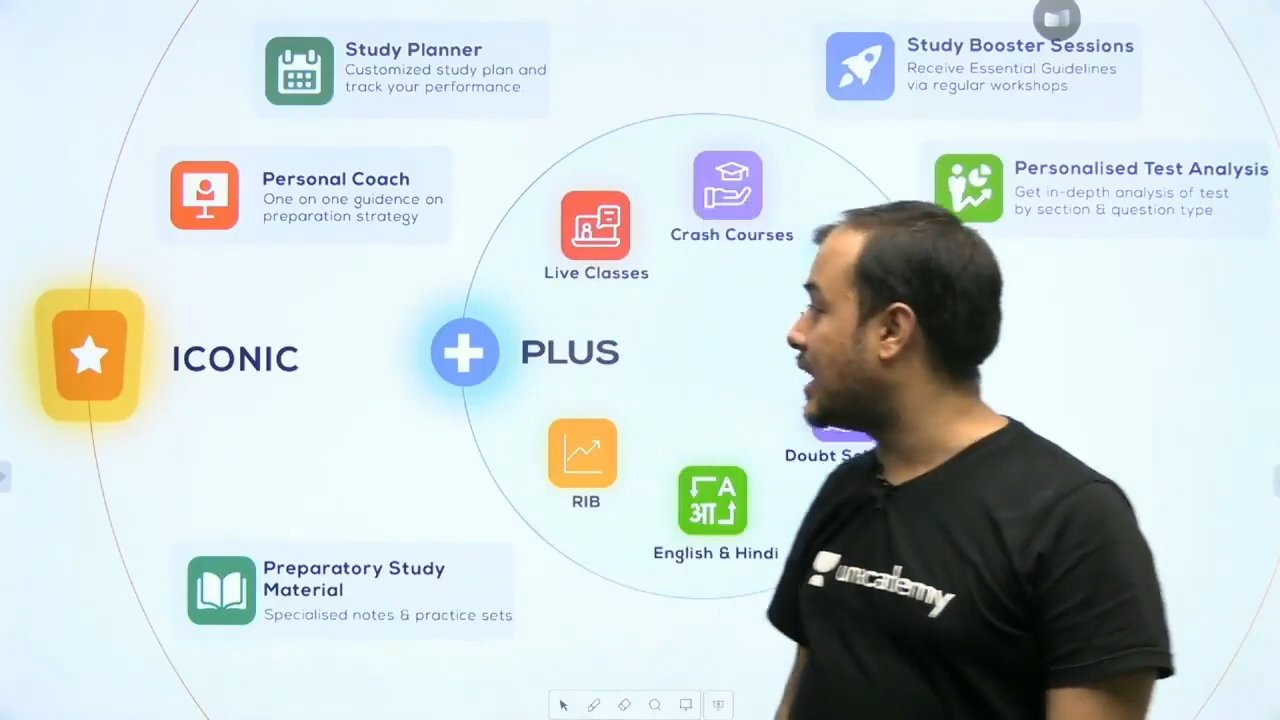 Study Planner
Customized study plan and
track your performance.
Study Booster Sessions
Receive Essential Guidelines
via regular workshops
Personal Coach
One on one guidence on
preparation strategy
Personalised Test Analysis
Get in-depth analysis of test
by section & question type.
Crash Courses
Live Classes
ICONIC
PLUS
RIB
Doubt
A
आ
English & Hindi
Preparatory Study
Material
Specialised notes & practice sets.
unacademy